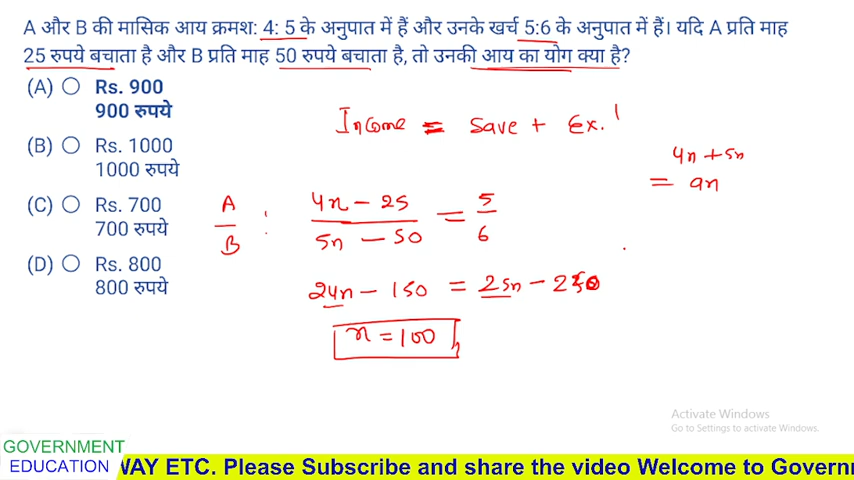 A और B की मासिक आय क्रमश: 4: 5 के अनुपात में हैं और उनके खर्च 5:6 के अनुपात में हैं। यदि A प्रति माह
25 रुपये बचाता है और B प्रति माह 50 रुपये बचाता है, तो उनकी आय का योग क्या है?
(A) Rs. 900
900 रुपये
(B) Rs. 1000
1000 रुपये
(C) Rs. 700
700 रुपये
(D) Rs. 800
800 रुपये
Income = Save + Ex.
4n + 5n
= 9n
A/B : (4n - 25)/(5n - 50) = 5/6
24n - 150 = 25n - 250
n = 100
Activate Windows
Go to Settings to activate Windows.
GOVERNMENT
EDUCATION
WAY ETC. Please Subscribe and share the video Welcome to Govern